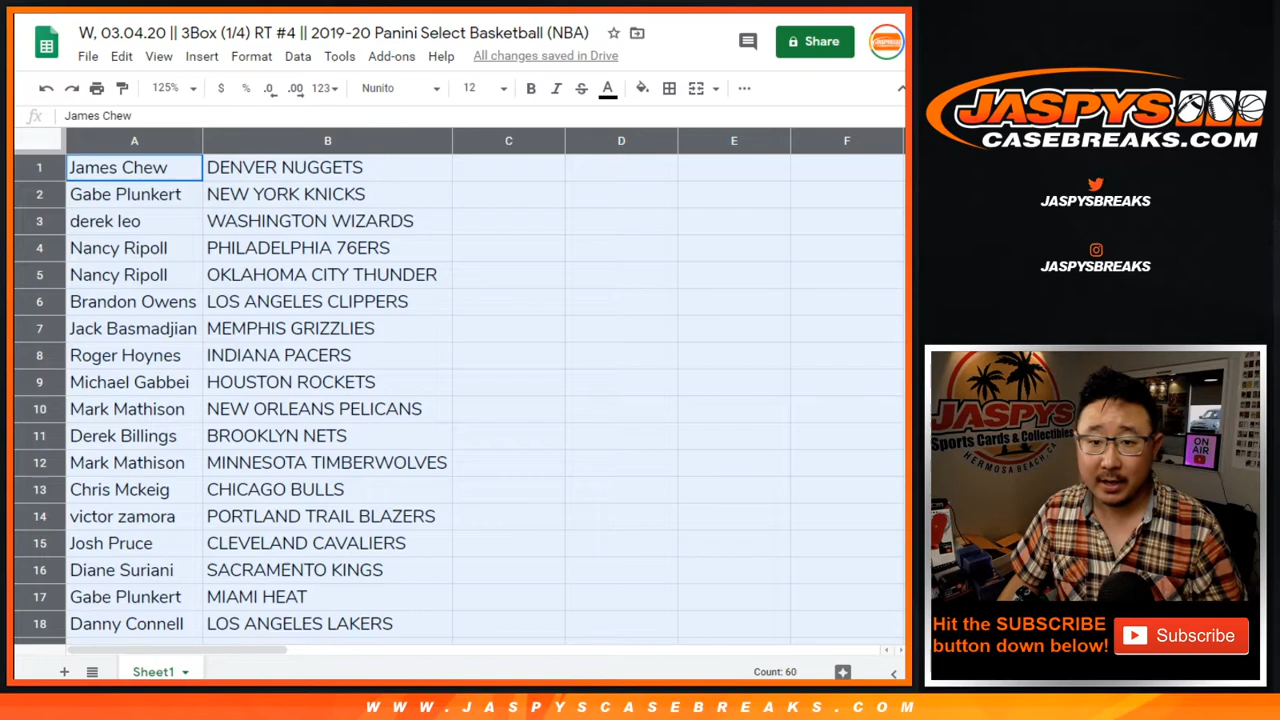 W, 03.04.20 || 3Box (1/4) RT #4 || 2019-20 Panini Select Basketball (NBA)
File Edit View Insert Format Data Tools Add-ons Help All changes saved in Drive
Share
125% $ % .0 .00 123 Nunito 12 B I S A
fx James Chew
A B C D E F
1 James Chew DENVER NUGGETS
2 Gabe Plunkert NEW YORK KNICKS
3 derek leo WASHINGTON WIZARDS
4 Nancy Ripoll PHILADELPHIA 76ERS
5 Nancy Ripoll OKLAHOMA CITY THUNDER
6 Brandon Owens LOS ANGELES CLIPPERS
7 Jack Basmadjian MEMPHIS GRIZZLIES
8 Roger Hoynes INDIANA PACERS
9 Michael Gabbei HOUSTON ROCKETS
10 Mark Mathison NEW ORLEANS PELICANS
11 Derek Billings BROOKLYN NETS
12 Mark Mathison MINNESOTA TIMBERWOLVES
13 Chris Mckeig CHICAGO BULLS
14 victor zamora PORTLAND TRAIL BLAZERS
15 Josh Pruce CLEVELAND CAVALIERS
16 Diane Suriani SACRAMENTO KINGS
17 Gabe Plunkert MIAMI HEAT
18 Danny Connell LOS ANGELES LAKERS
Sheet1
Count: 60
JASPYS
CASEBREAKS.COM
JASPYSBREAKS
JASPYSBREAKS
JASPYS
Sports Cards & Collectibles
HERMOSA BEACH, CA
ON
AIR
Hit the SUBSCRIBE
button down below!
Subscribe
WWW.JASPYSCASEBREAKS.COM